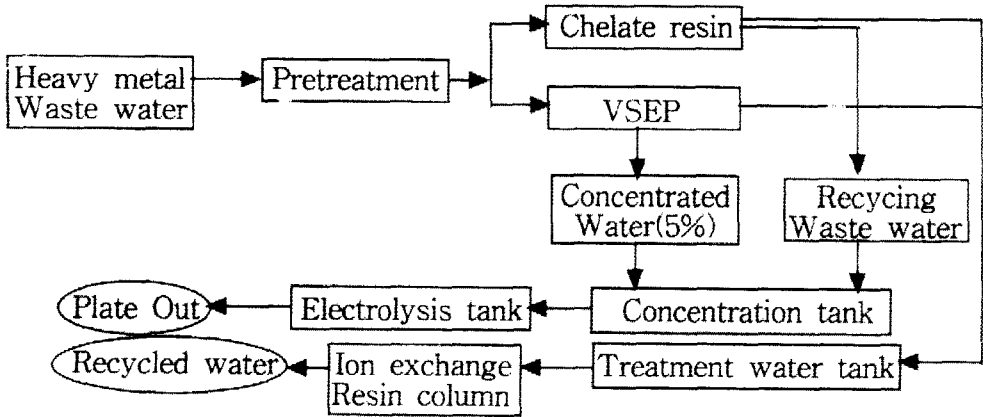 Chelate resin
Heavy metal
Waste water
Pretreatment
VSEP
Concentrated
Water(5%)
Recycing
Waste water
Plate Out
Electrolysis tank
Concentration tank
Recycled water
Ion exchange
Resin column
Treatment water tank